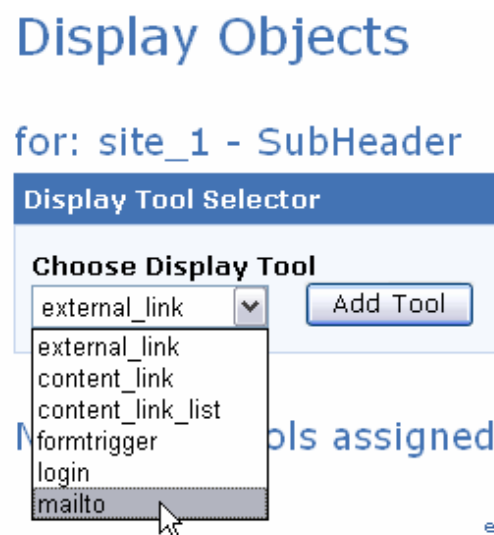 Display Objects
for: site_1 - SubHeader
Display Tool Selector
Choose Display Tool
external_link
Add Tool
external_link
content_link
content_link_list
formtrigger
login
mailto
assigned